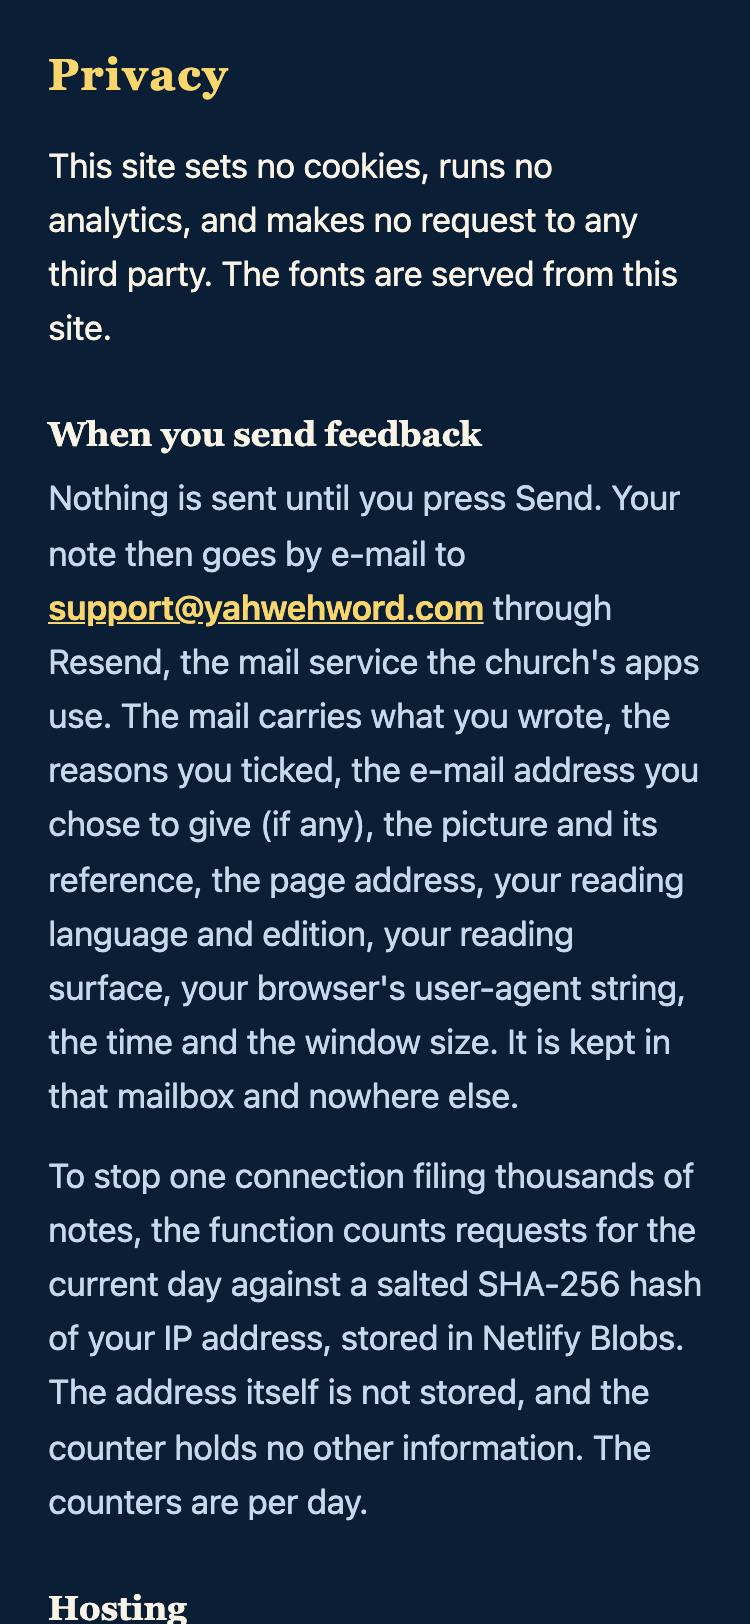 Privacy
This site sets no cookies, runs no
analytics, and makes no request to any
third party. The fonts are served from this
site.
When you send feedback
Nothing is sent until you press Send. Your
note then goes by e-mail to
support@yahwehword.com through
Resend, the mail service the church's apps
use. The mail carries what you wrote, the
reasons you ticked, the e-mail address you
chose to give (if any), the picture and its
reference, the page address, your reading
language and edition, your reading
surface, your browser's user-agent string,
the time and the window size. It is kept in
that mailbox and nowhere else.
To stop one connection filing thousands of
notes, the function counts requests for the
current day against a salted SHA-256 hash
of your IP address, stored in Netlify Blobs.
The address itself is not stored, and the
counter holds no other information. The
counters are per day.
Hosting